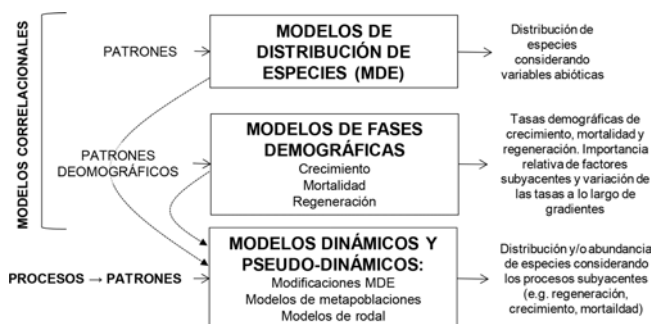 MODELOS CORRELACIONALES
PATRONES
MODELOS DE
DISTRIBUCIÓN DE
ESPECIES (MDE)
Distribución de
especies
considerando
variables abióticas
PATRONES
DEOMOGRÁFICOS
MODELOS DE FASES
DEMOGRÁFICAS
Crecimiento
Mortalidad
Regeneración
Tasas demográficas de
crecimiento, mortalidad y
regeneración. Importancia
relativa de factores
subyacentes y variación de
las tasas a lo largo de
gradientes
PROCESOS → PATRONES
MODELOS DINÁMICOS Y
PSEUDO-DINÁMICOS:
Modificaciones MDE
Modelos de metapoblaciones
Modelos de rodal
Distribución y/o abundancia
de especies considerando
los procesos subyacentes
(e.g. regeneración,
crecimiento, mortaildad)